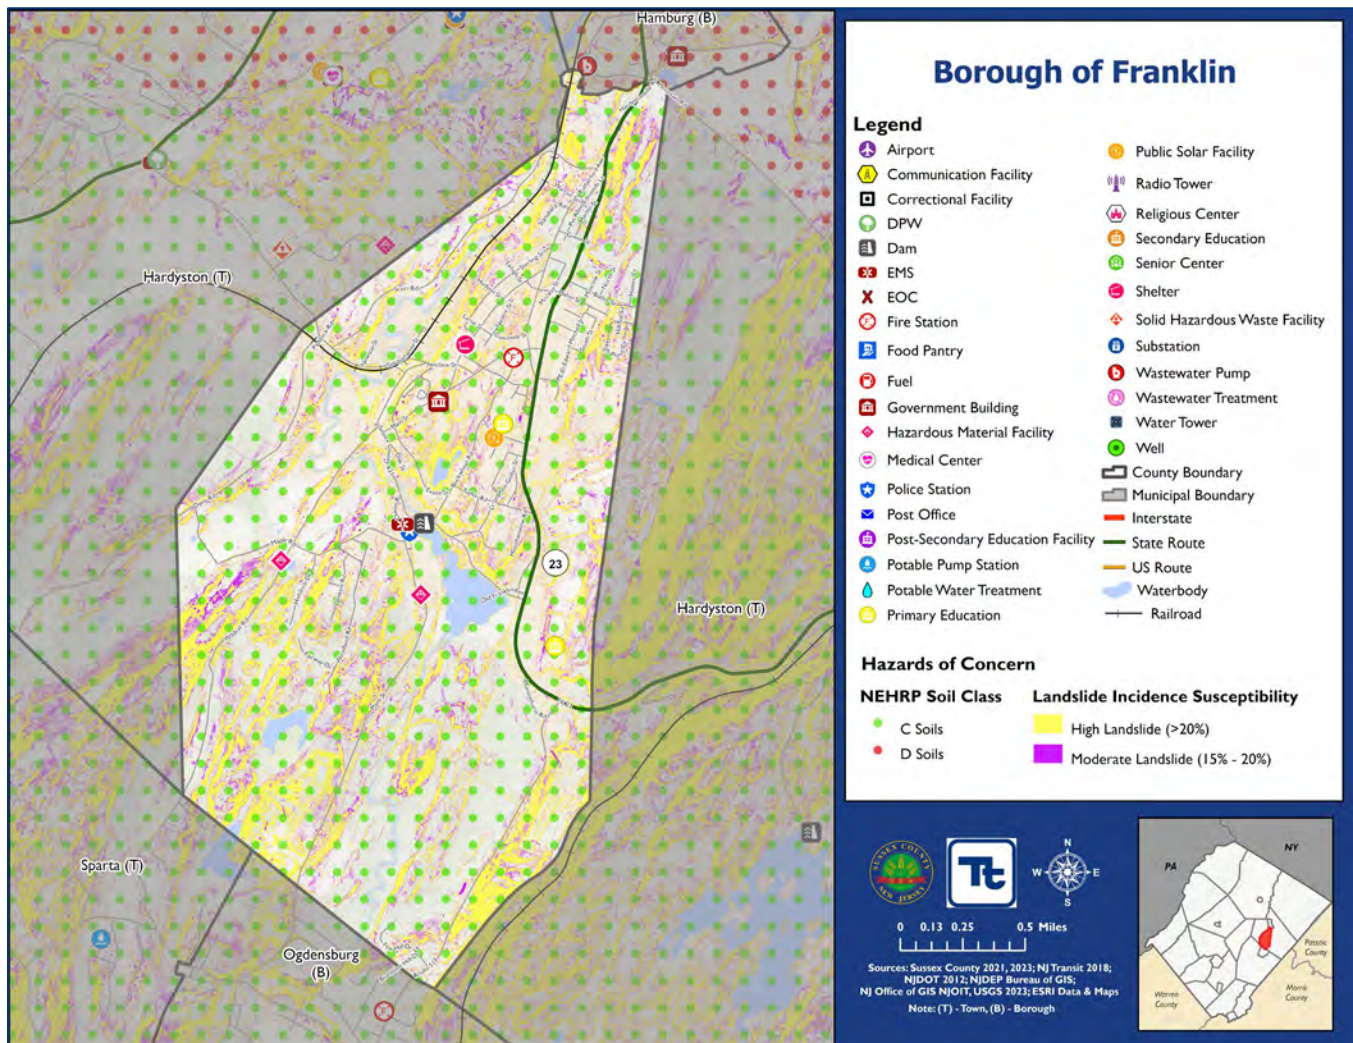 Hamburg (B)
Hardyston (T)
23
Hardyston (T)
Sparta (T)
Ogdensburg
(B)
Borough of Franklin
Legend
Airport
Communication Facility
Correctional Facility
DPW
Dam
EMS
EOC
Fire Station
Food Pantry
Fuel
Government Building
Hazardous Material Facility
Medical Center
Police Station
Post Office
Post-Secondary Education Facility
Potable Pump Station
Potable Water Treatment
Primary Education
Public Solar Facility
Radio Tower
Religious Center
Secondary Education
Senior Center
Shelter
Solid Hazardous Waste Facility
Substation
Wastewater Pump
Wastewater Treatment
Water Tower
Well
County Boundary
Municipal Boundary
Interstate
State Route
US Route
Waterbody
Railroad
Hazards of Concern
NEHRP Soil Class
C Soils
D Soils
Landslide Incidence Susceptibility
High Landslide (>20%)
Moderate Landslide (15% - 20%)
SUSSEX COUNTY
NEW JERSEY
Tt
N
W E
S
0 0.13 0.25 0.5 Miles
Sources: Sussex County 2021, 2023; NJ Transit 2018;
NJDOT 2012; NJDEP Bureau of GIS;
NJ Office of GIS NJOIT, USGS 2023; ESRI Data & Maps
Note: (T) - Town, (B) - Borough
PA
NY
Passaic
County
Morris
County
Warren
County